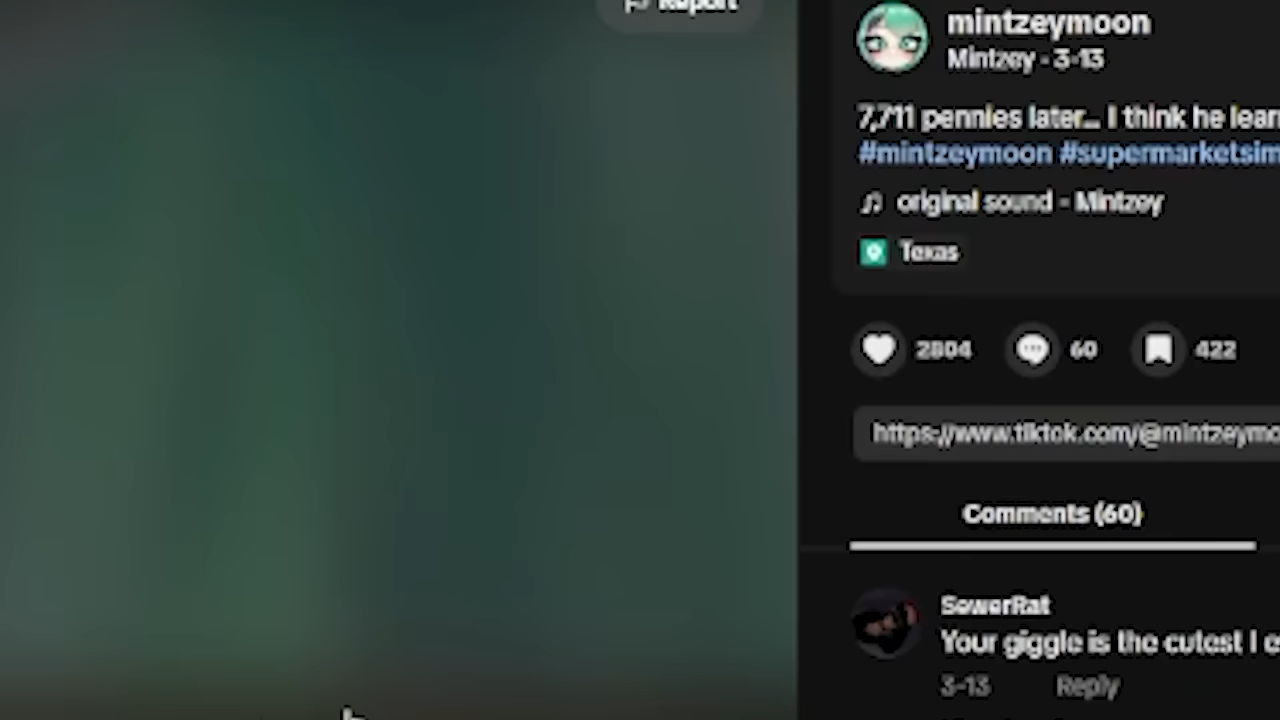 Report
mintzeymoon
Mintzey · 3-13
7,711 pennies later... I think he lear
#mintzeymoon #supermarketsim
original sound - Mintzey
Texas
2804 60 422
https://www.tiktok.com/@mintzeymo
Comments (60)
SewerRat
Your giggle is the cutest I e
3-13 Reply